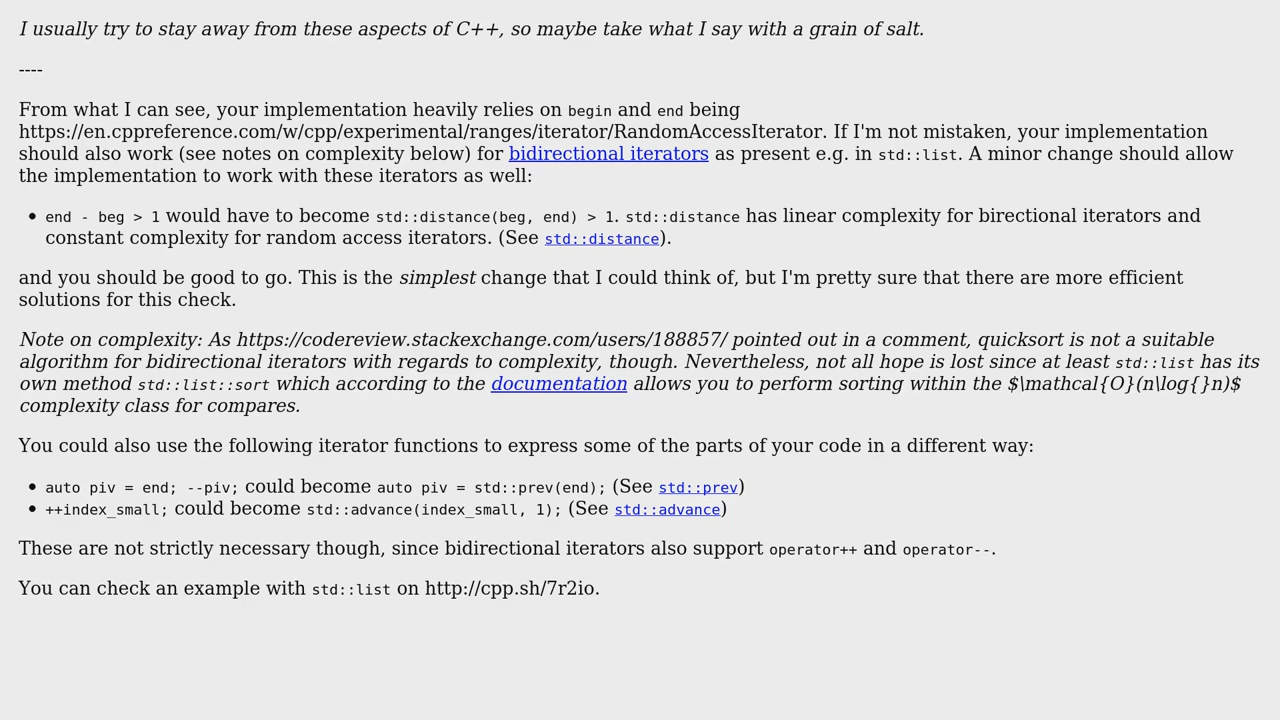 I usually try to stay away from these aspects of C++, so maybe take what I say with a grain of salt.
----
From what I can see, your implementation heavily relies on begin and end being
https://en.cppreference.com/w/cpp/experimental/ranges/iterator/RandomAccessIterator. If I'm not mistaken, your implementation
should also work (see notes on complexity below) for bidirectional iterators as present e.g. in std::list. A minor change should allow
the implementation to work with these iterators as well:
• end - beg > 1 would have to become std::distance(beg, end) > 1. std::distance has linear complexity for birectional iterators and
constant complexity for random access iterators. (See std::distance).
and you should be good to go. This is the simplest change that I could think of, but I'm pretty sure that there are more efficient
solutions for this check.
Note on complexity: As https://codereview.stackexchange.com/users/188857/ pointed out in a comment, quicksort is not a suitable
algorithm for bidirectional iterators with regards to complexity, though. Nevertheless, not all hope is lost since at least std::list has its
own method std::list::sort which according to the documentation allows you to perform sorting within the $\mathcal{O}(n\log{}n)$
complexity class for compares.
You could also use the following iterator functions to express some of the parts of your code in a different way:
• auto piv = end; --piv; could become auto piv = std::prev(end); (See std::prev)
• ++index_small; could become std::advance(index_small, 1); (See std::advance)
These are not strictly necessary though, since bidirectional iterators also support operator++ and operator--.
You can check an example with std::list on http://cpp.sh/7r2io.